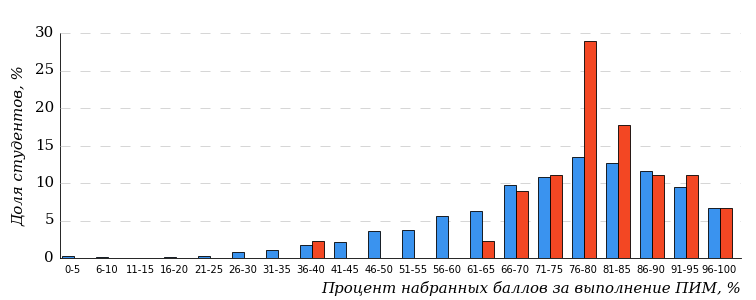 30
25
20
15
10
5
0
Доля студентов, %
0-5 6-10 11-15 16-20 21-25 26-30 31-35 36-40 41-45 46-50 51-55 56-60 61-65 66-70 71-75 76-80 81-85 86-90 91-95 96-100
Процент набранных баллов за выполнение ПИМ, %